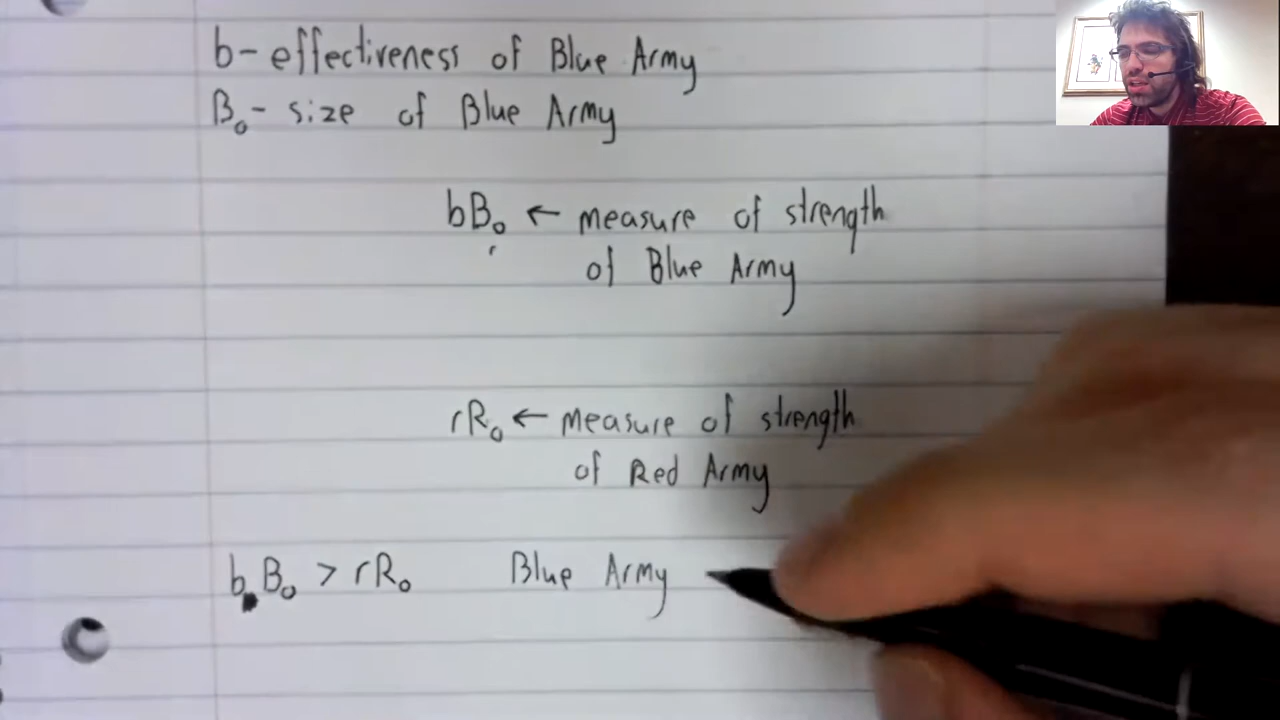 b - effectiveness of Blue Army
B₀ - size of Blue Army
bB₀ ← measure of strength
of Blue Army
rR₀ ← measure of strength
of Red Army
b B₀ > rR₀ Blue Army